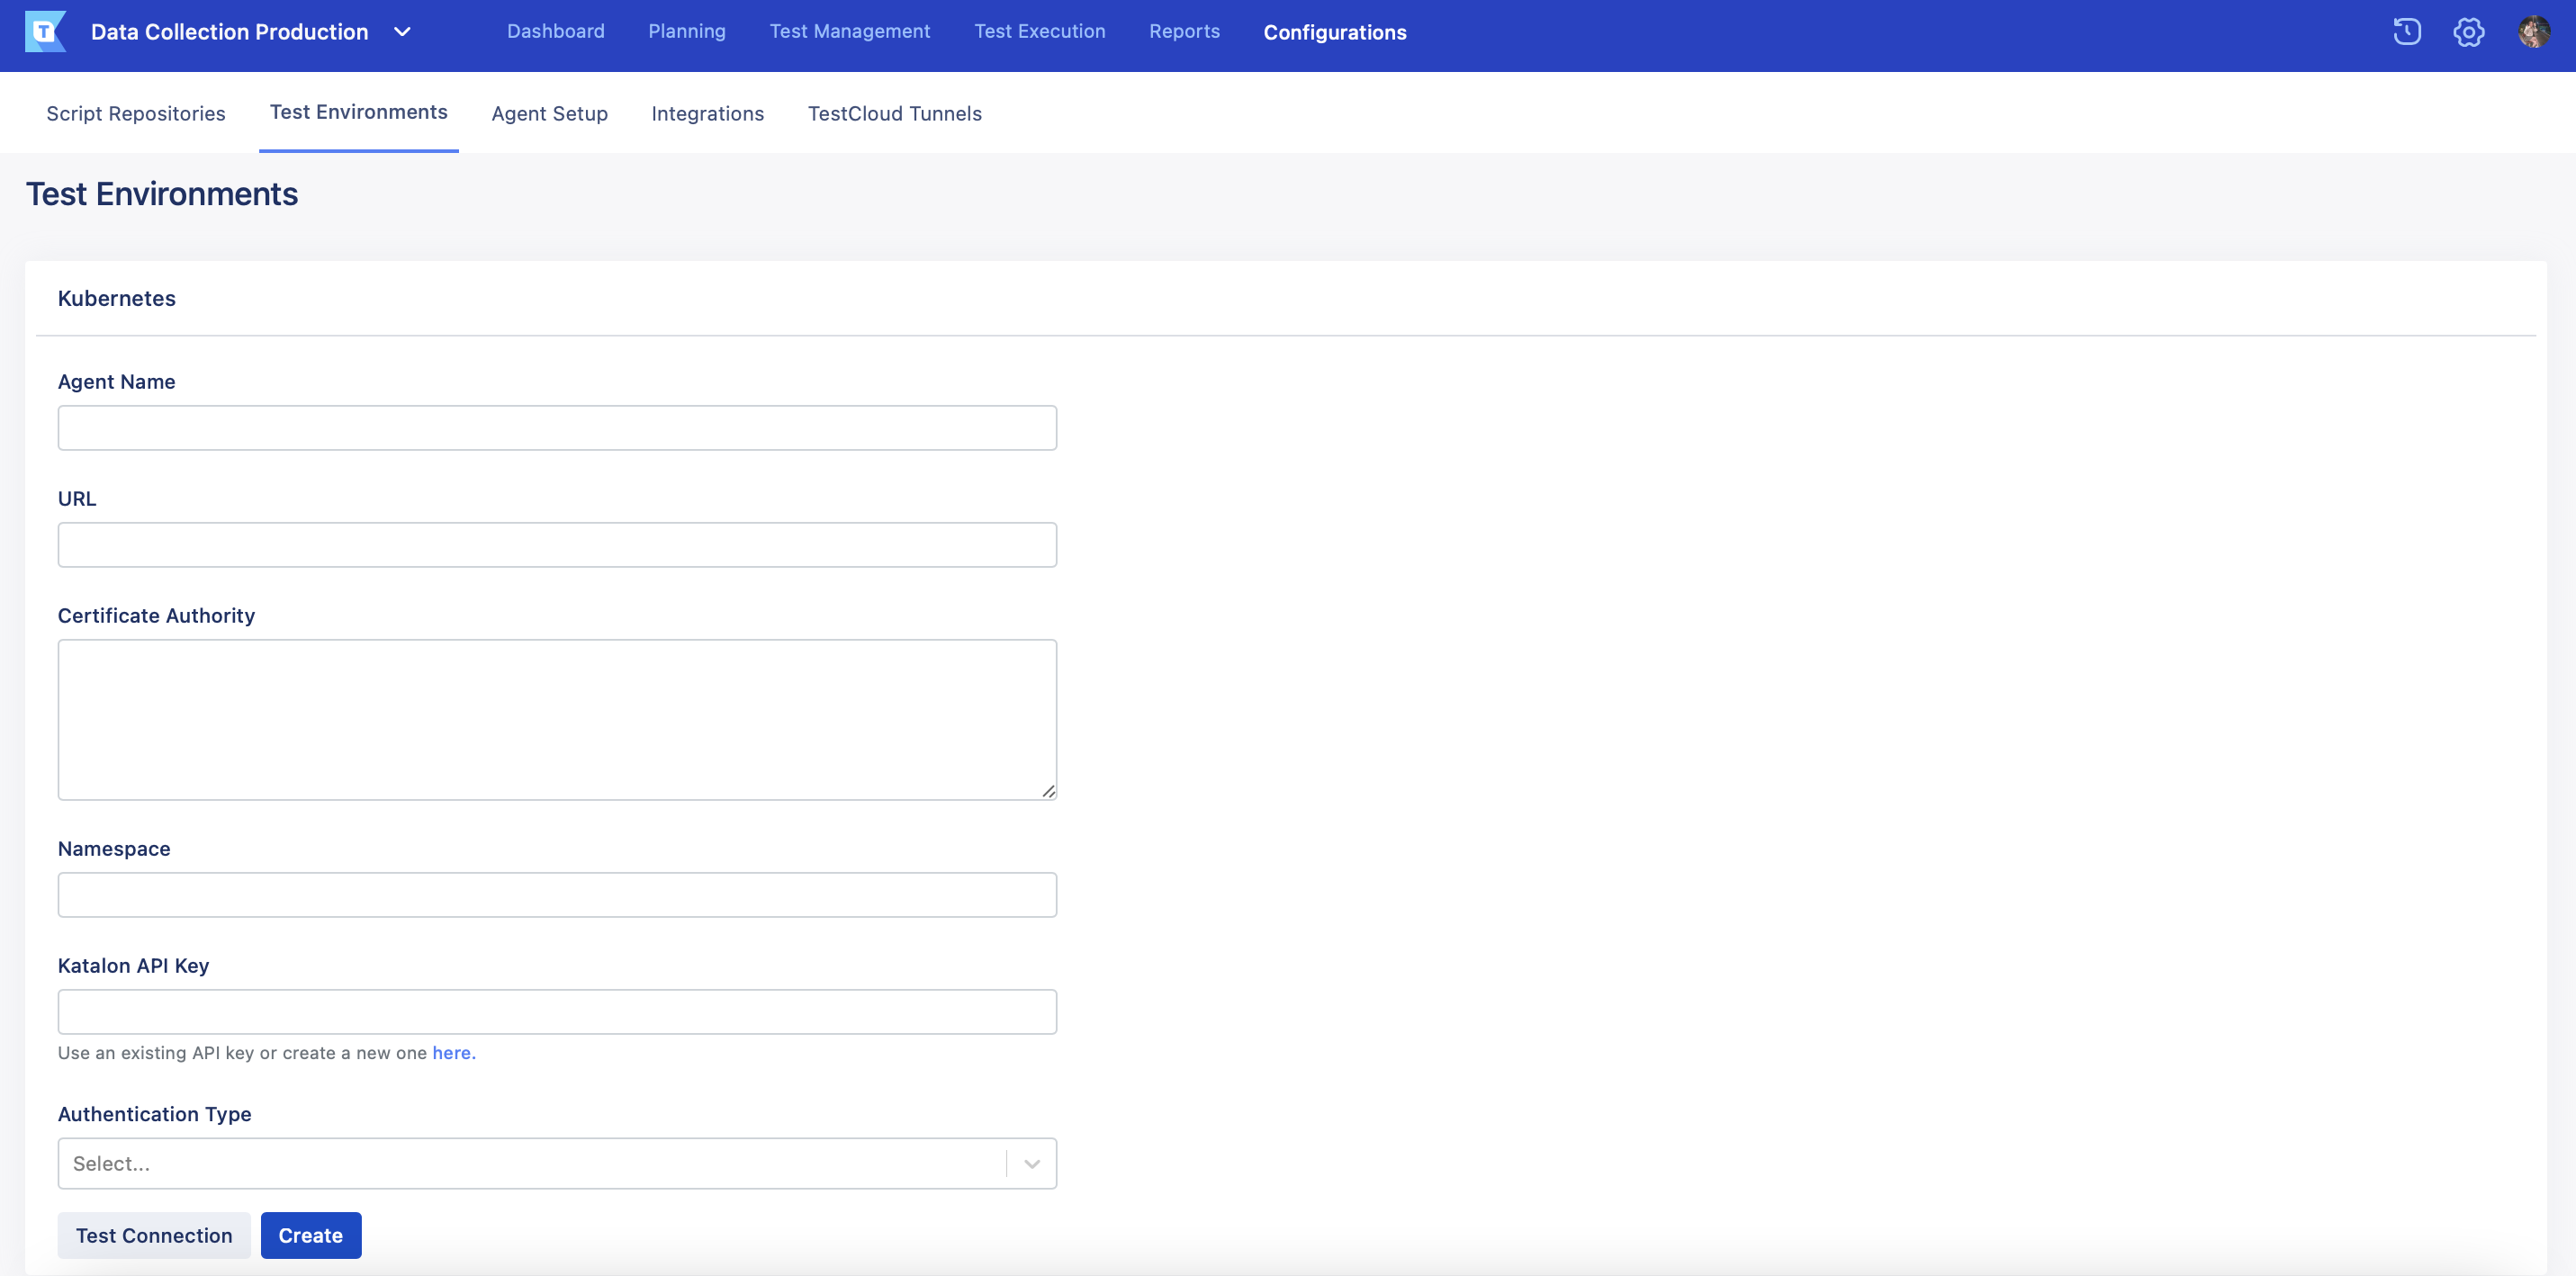 T Data Collection Production Dashboard Planning Test Management Test Execution Reports Configurations
Script Repositories Test Environments Agent Setup Integrations TestCloud Tunnels
Test Environments
Kubernetes
Agent Name
URL
Certificate Authority
Namespace
Katalon API Key
Use an existing API key or create a new one here.
Authentication Type
Select...
Test Connection Create